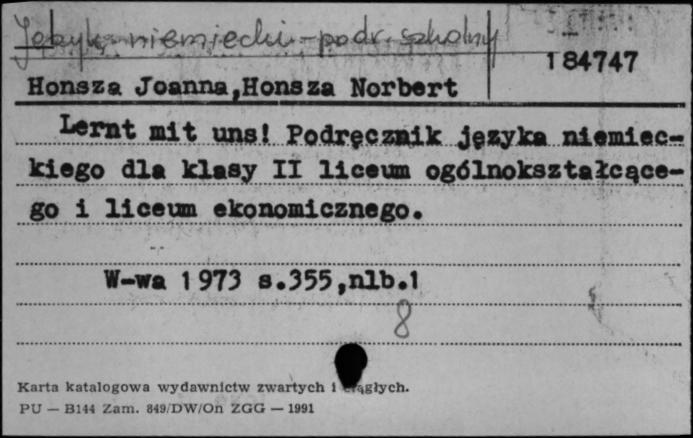 Język niemiecki - podr. szkolny
184747
Honsza Joanna,Honsza Norbert
Lernt mit uns! Podręcznik języka niemiec-
kiego dla klasy II liceum ogólnokształcące-
go i liceum ekonomicznego.
W-wa 1973 s.355,nlb.1
8
Karta katalogowa wydawnictw zwartych i ciągłych.
PU — B144 Zam. 849/DW/On ZGG — 1991